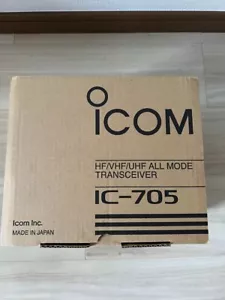 ICOM
HF/VHF/UHF ALL MODE
TRANSCEIVER
IC-705
Icom Inc.
MADE IN JAPAN